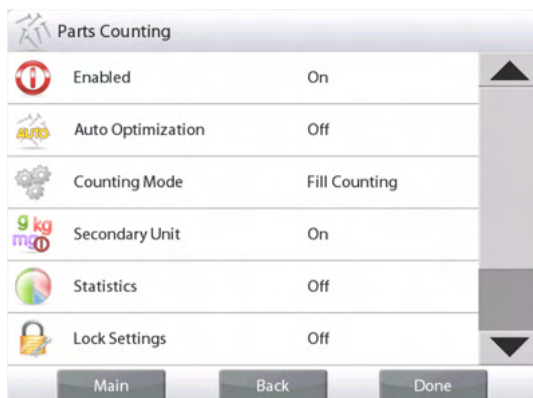 Parts Counting
Enabled On
AUTO Auto Optimization Off
Counting Mode Fill Counting
g kg
mg Secondary Unit On
Statistics Off
Lock Settings Off
Main Back Done